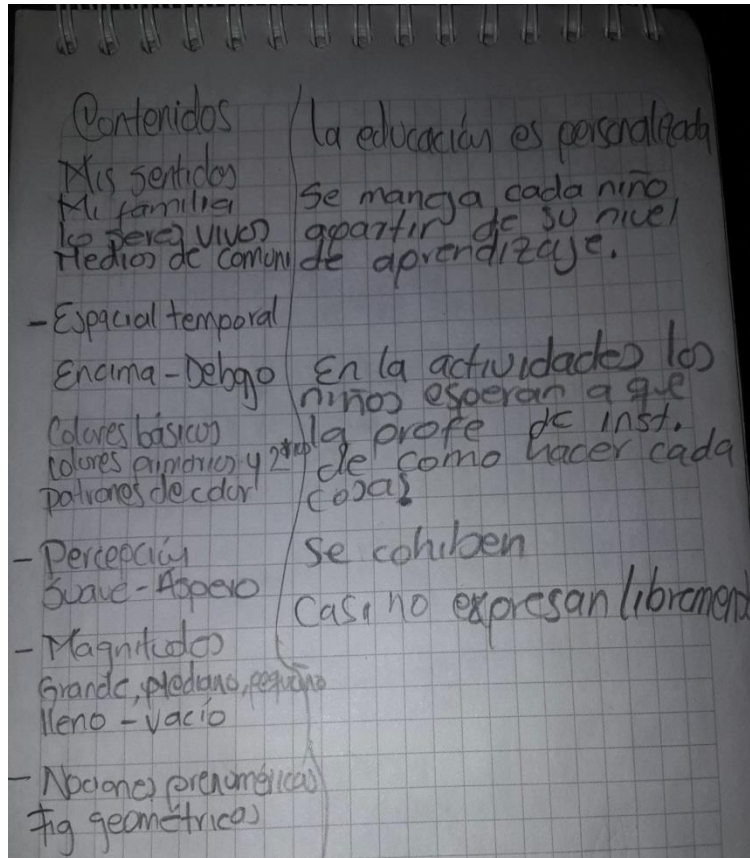 Contenidos
Mis sentidos
Mi familia
los seres vivos
Medios de comuni
- Espacial temporal
Encima - Debajo
Colores básicos
colores primarios y 2rios
patrones de color
- Percepción
Suave - Aspero
- Magnitudes
Grande, mediano, pequeño
lleno - vacío
- Nociones prenuméricas
Fig geométricas
la educación es personalizada
Se maneja cada niño
apartir de su nivel
de aprendizaje.
En la actividades los
niños esperan a que
la profe de inst.
de como hacer cada
cosa
Se cohiben
Casi no expresan librement